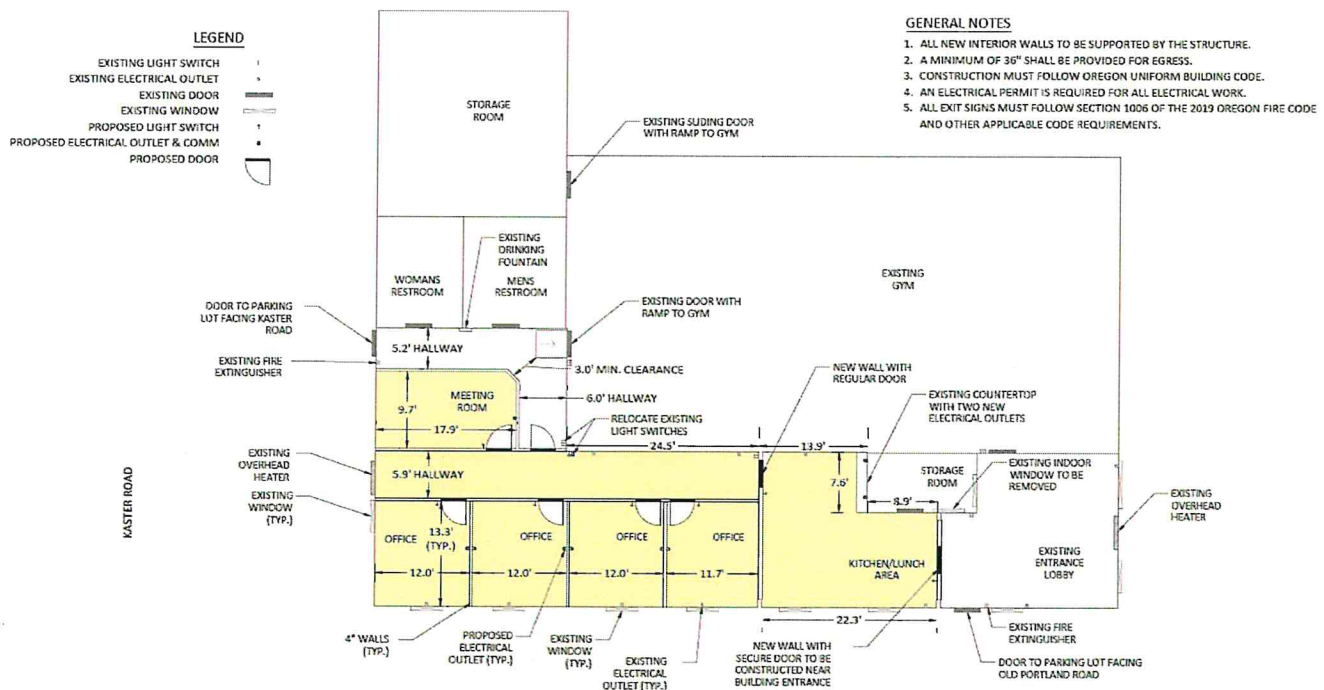 LEGEND
EXISTING LIGHT SWITCH
EXISTING ELECTRICAL OUTLET
EXISTING DOOR
EXISTING WINDOW
PROPOSED LIGHT SWITCH
PROPOSED ELECTRICAL OUTLET & COMM
PROPOSED DOOR
GENERAL NOTES
1. ALL NEW INTERIOR WALLS TO BE SUPPORTED BY THE STRUCTURE.
2. A MINIMUM OF 36" SHALL BE PROVIDED FOR EGRESS.
3. CONSTRUCTION MUST FOLLOW OREGON UNIFORM BUILDING CODE.
4. AN ELECTRICAL PERMIT IS REQUIRED FOR ALL ELECTRICAL WORK.
5. ALL EXIT SIGNS MUST FOLLOW SECTION 1006 OF THE 2019 OREGON FIRE CODE
AND OTHER APPLICABLE CODE REQUIREMENTS.
STORAGE
ROOM
EXISTING SLIDING DOOR
WITH RAMP TO GYM
WOMANS
RESTROOM
EXISTING
DRINKING
FOUNTAIN
MENS
RESTROOM
EXISTING
GYM
DOOR TO PARKING
LOT FACING KASTER
ROAD
EXISTING DOOR WITH
RAMP TO GYM
5.2' HALLWAY
EXISTING FIRE
EXTINGUISHER
3.0' MIN. CLEARANCE
NEW WALL WITH
REGULAR DOOR
MEETING
ROOM
9.7'
17.9'
6.0' HALLWAY
EXISTING COUNTERTOP
WITH TWO NEW
ELECTRICAL OUTLETS
RELOCATE EXISTING
LIGHT SWITCHES
24.5'
13.9'
EXISTING
OVERHEAD
HEATER
5.9' HALLWAY
7.6'
STORAGE
ROOM
8.9'
EXISTING INDOOR
WINDOW TO BE
REMOVED
EXISTING
OVERHEAD
HEATER
KASTER ROAD
EXISTING
WINDOW
(TYP.)
OFFICE
13.3'
(TYP.)
OFFICE
OFFICE
OFFICE
12.0'
12.0'
12.0'
11.7'
KITCHEN/LUNCH
AREA
EXISTING
ENTRANCE
LOBBY
22.3'
4" WALLS
(TYP.)
PROPOSED
ELECTRICAL
OUTLET (TYP.)
EXISTING
WINDOW
(TYP.)
EXISTING
ELECTRICAL
OUTLET (TYP.)
NEW WALL WITH
SECURE DOOR TO BE
CONSTRUCTED NEAR
BUILDING ENTRANCE
EXISTING FIRE
EXTINGUISHER
DOOR TO PARKING LOT FACING
OLD PORTLAND ROAD